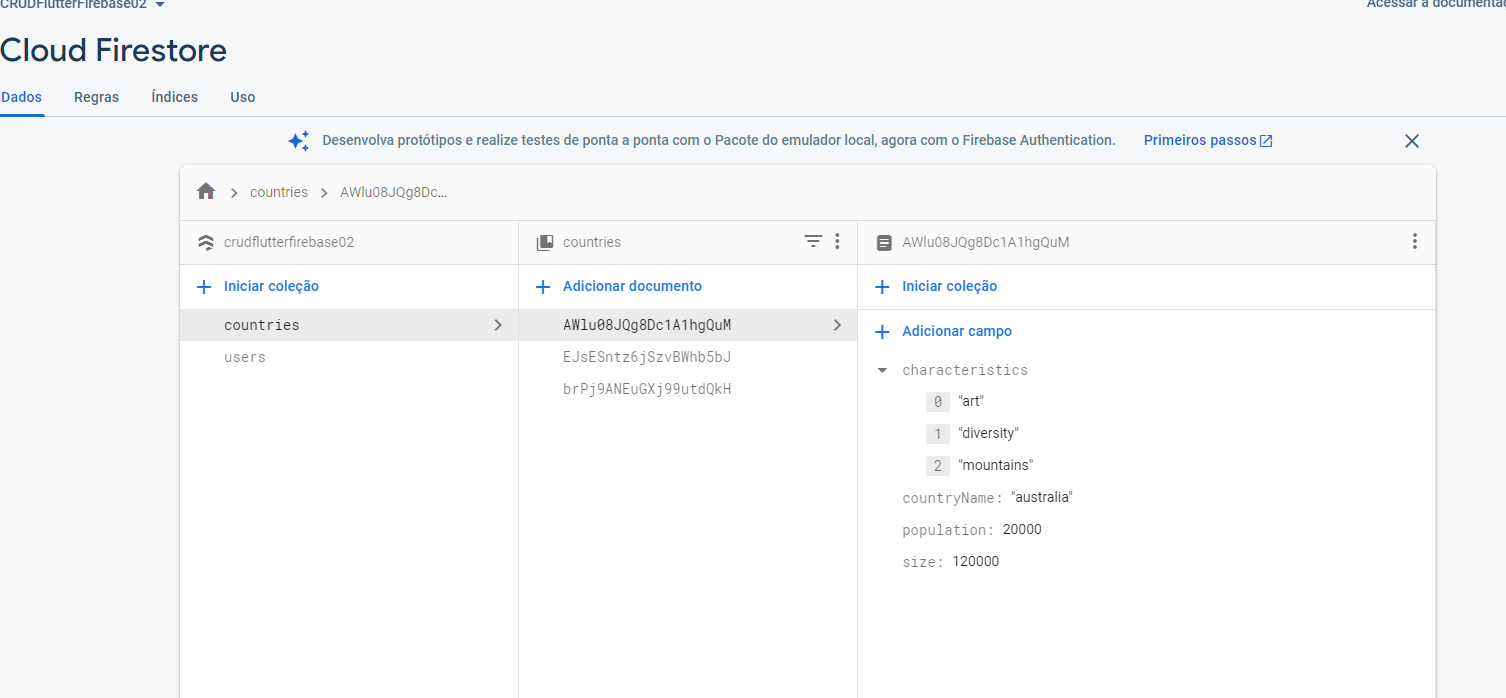 CRUDFlutterFirebase02
Acessar a documentaç
Cloud Firestore
Dados Regras Índices Uso
Desenvolva protótipos e realize testes de ponta a ponta com o Pacote do emulador local, agora com o Firebase Authentication. Primeiros passos
countries AWlu08JQg8Dc...
crudflutterfirebase02
countries
AWlu08JQg8Dc1A1hgQuM
Iniciar coleção
Adicionar documento
Iniciar coleção
countries
users
AWlu08JQg8Dc1A1hgQuM
EJsESntz6jSzvBWhb5bJ
brPj9ANEuGXj99utdQkH
Adicionar campo
characteristics
0 "art"
1 "diversity"
2 "mountains"
countryName: "australia"
population: 20000
size: 120000